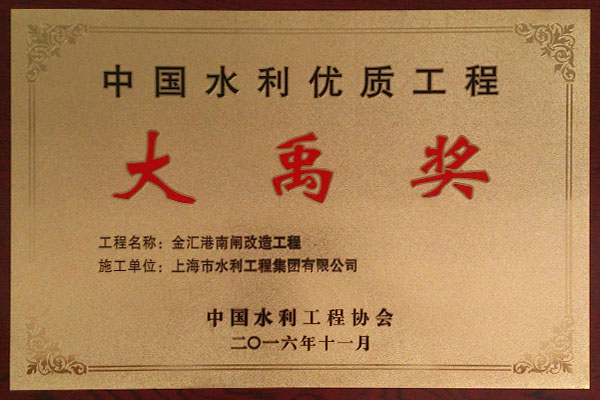 中国水利优质工程
大禹奖
工程名称：金汇港南闸改造工程
施工单位：上海市水利工程集团有限公司
中国水利工程协会
二〇一六年十一月